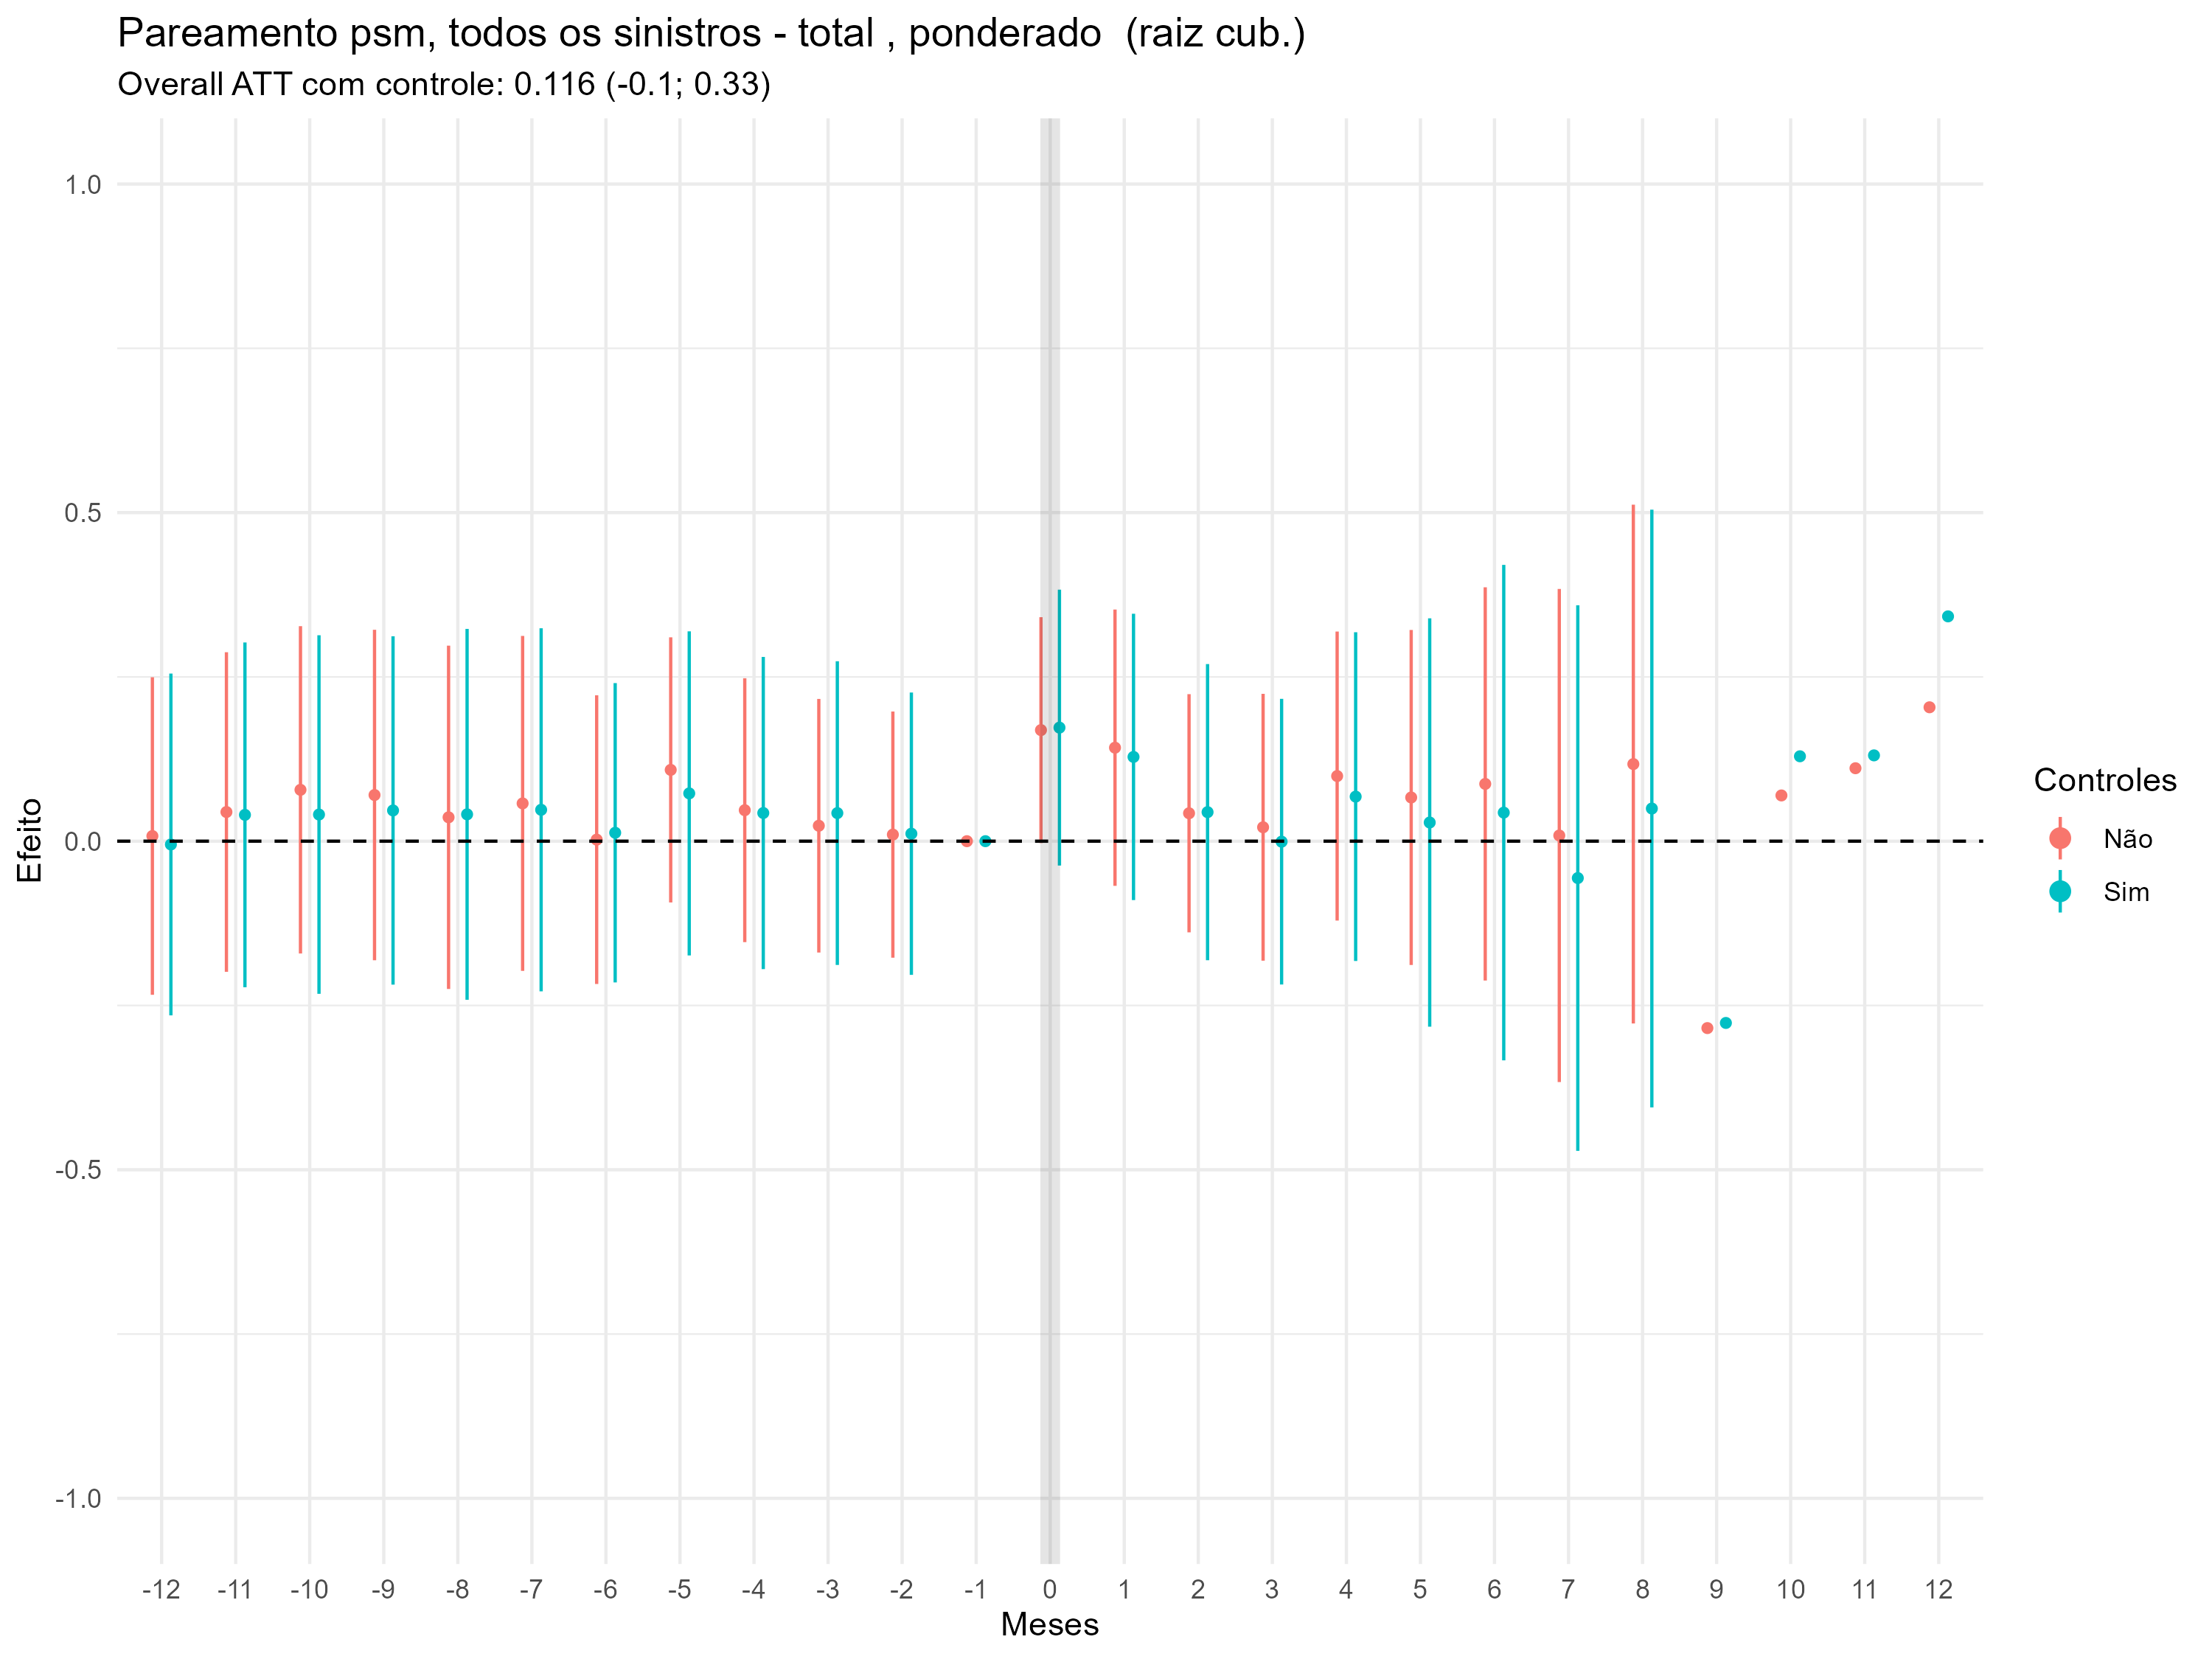 Pareamento psm, todos os sinistros - total , ponderado  (raiz cub.)
Overall ATT com controle: 0.116 (-0.1; 0.33)
1.0
0.5
0.0
-0.5
-1.0
Efeito
-12 -11 -10 -9 -8 -7 -6 -5 -4 -3 -2 -1 0 1 2 3 4 5 6 7 8 9 10 11 12
Meses
Controles
Não
Sim